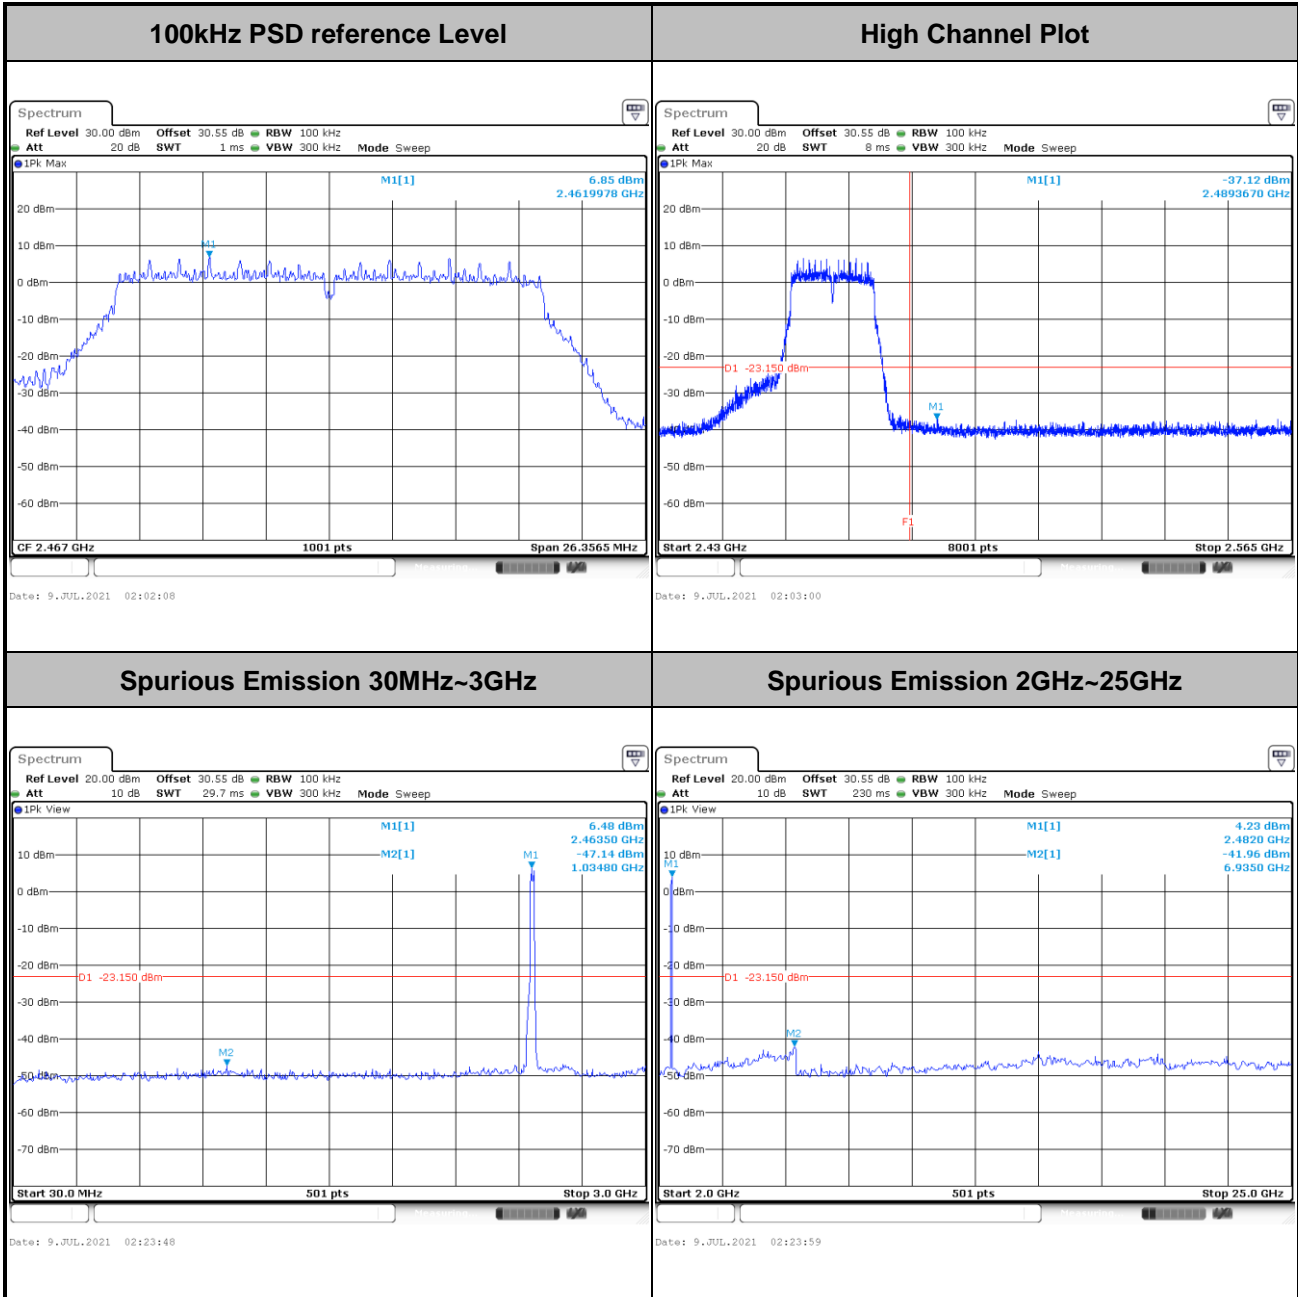 100kHz PSD reference Level
High Channel Plot
Spectrum
Ref Level 30.00 dBm Offset 30.55 dB RBW 100 kHz
Att 20 dB SWT 1 ms VBW 300 kHz Mode Sweep
1Pk Max
M1[1] 6.85 dBm
2.4619978 GHz
20 dBm
M1
10 dBm
0 dBm
-10 dBm
-20 dBm
-30 dBm
-40 dBm
-50 dBm
-60 dBm
CF 2.467 GHz 1001 pts Span 26.3565 MHz
Measuring
Date: 9.JUL.2021 02:02:08
Spectrum
Ref Level 30.00 dBm Offset 30.55 dB RBW 100 kHz
Att 20 dB SWT 8 ms VBW 300 kHz Mode Sweep
1Pk Max
M1[1] -37.12 dBm
2.4893670 GHz
20 dBm
10 dBm
0 dBm
-10 dBm
-20 dBm
D1 -23.150 dBm
-30 dBm
M1
-40 dBm
-50 dBm
-60 dBm
F1
Start 2.43 GHz 8001 pts Stop 2.565 GHz
Measuring
Date: 9.JUL.2021 02:03:00
Spurious Emission 30MHz~3GHz
Spurious Emission 2GHz~25GHz
Spectrum
Ref Level 20.00 dBm Offset 30.55 dB RBW 100 kHz
Att 10 dB SWT 29.7 ms VBW 300 kHz Mode Sweep
1Pk View
M1[1] 6.48 dBm
2.46350 GHz
M2[1] -47.14 dBm
1.03480 GHz
10 dBm
M1
0 dBm
-10 dBm
-20 dBm
D1 -23.150 dBm
-30 dBm
-40 dBm
M2
-50 dBm
-60 dBm
-70 dBm
Start 30.0 MHz 501 pts Stop 3.0 GHz
Measuring
Date: 9.JUL.2021 02:23:48
Spectrum
Ref Level 20.00 dBm Offset 30.55 dB RBW 100 kHz
Att 10 dB SWT 230 ms VBW 300 kHz Mode Sweep
1Pk View
M1[1] 4.23 dBm
2.4820 GHz
M2[1] -41.96 dBm
6.9350 GHz
10 dBm
M1
0 dBm
-10 dBm
-20 dBm
D1 -23.150 dBm
-30 dBm
M2
-40 dBm
-50 dBm
-60 dBm
-70 dBm
Start 2.0 GHz 501 pts Stop 25.0 GHz
Measuring
Date: 9.JUL.2021 02:23:59